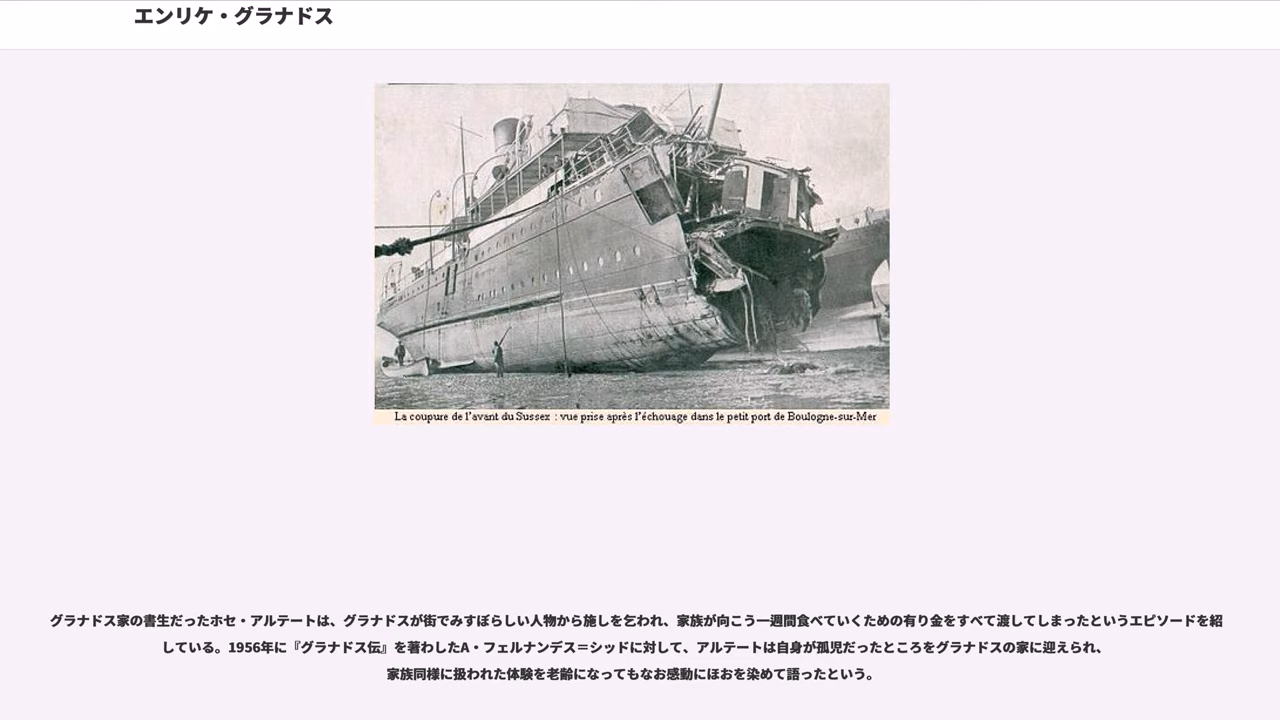 エンリケ・グラナドス
La coupure de l'avant du Sussex : vue prise après l'échouage dans le petit port de Boulogne-sur-Mer
グラナドス家の書生だったホセ・アルテートは、グラナドスが街でみすぼらしい人物から施しを乞われ、家族が向こう一週間食べていくための有り金をすべて渡してしまったというエピソードを紹
している。1956年に『グラナドス伝』を著わしたA・フェルナンデス＝シッドに対して、アルテートは自身が孤児だったところをグラナドスの家に迎えられ、
家族同様に扱われた体験を老齢になってもなお感動にほおを染めて語ったという。